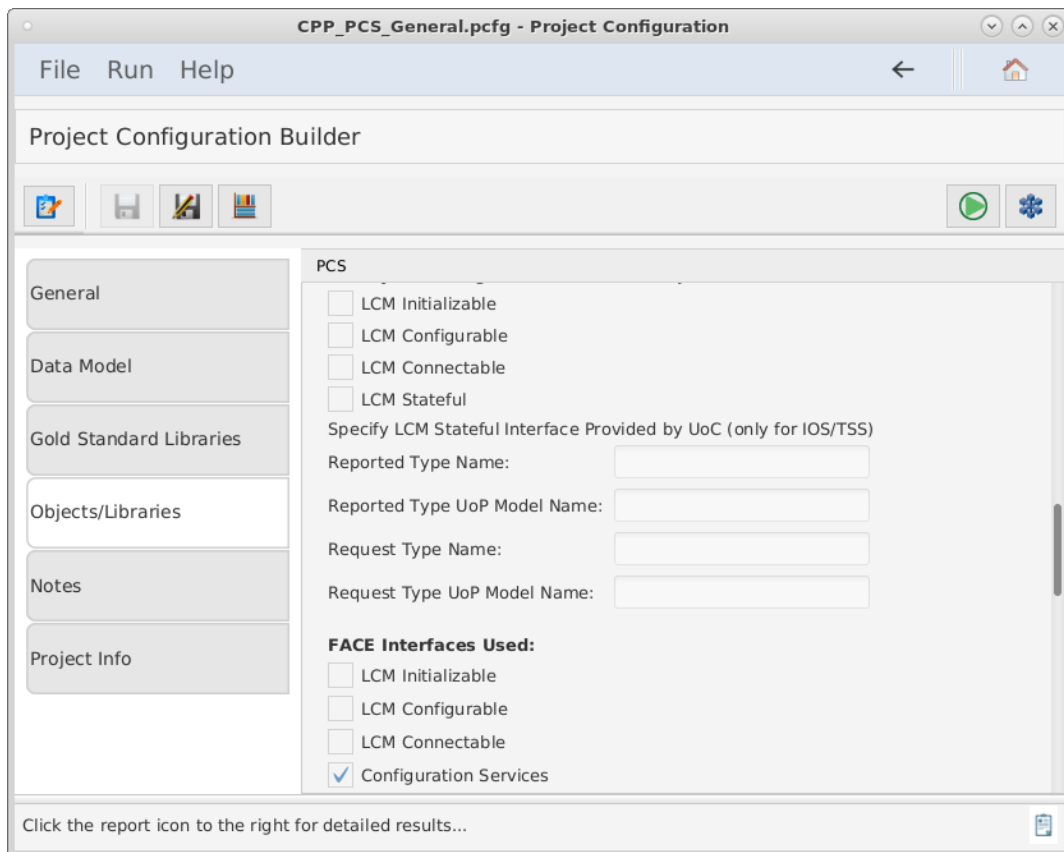 CPP_PCS_General.pcfg - Project Configuration
File Run Help
Project Configuration Builder
General
Data Model
Gold Standard Libraries
Objects/Libraries
Notes
Project Info
PCS
LCM Initializable
LCM Configurable
LCM Connectable
LCM Stateful
Specify LCM Stateful Interface Provided by UoC (only for IOS/TSS)
Reported Type Name:
Reported Type UoP Model Name:
Request Type Name:
Request Type UoP Model Name:
FACE Interfaces Used:
LCM Initializable
LCM Configurable
LCM Connectable
Configuration Services
Click the report icon to the right for detailed results...